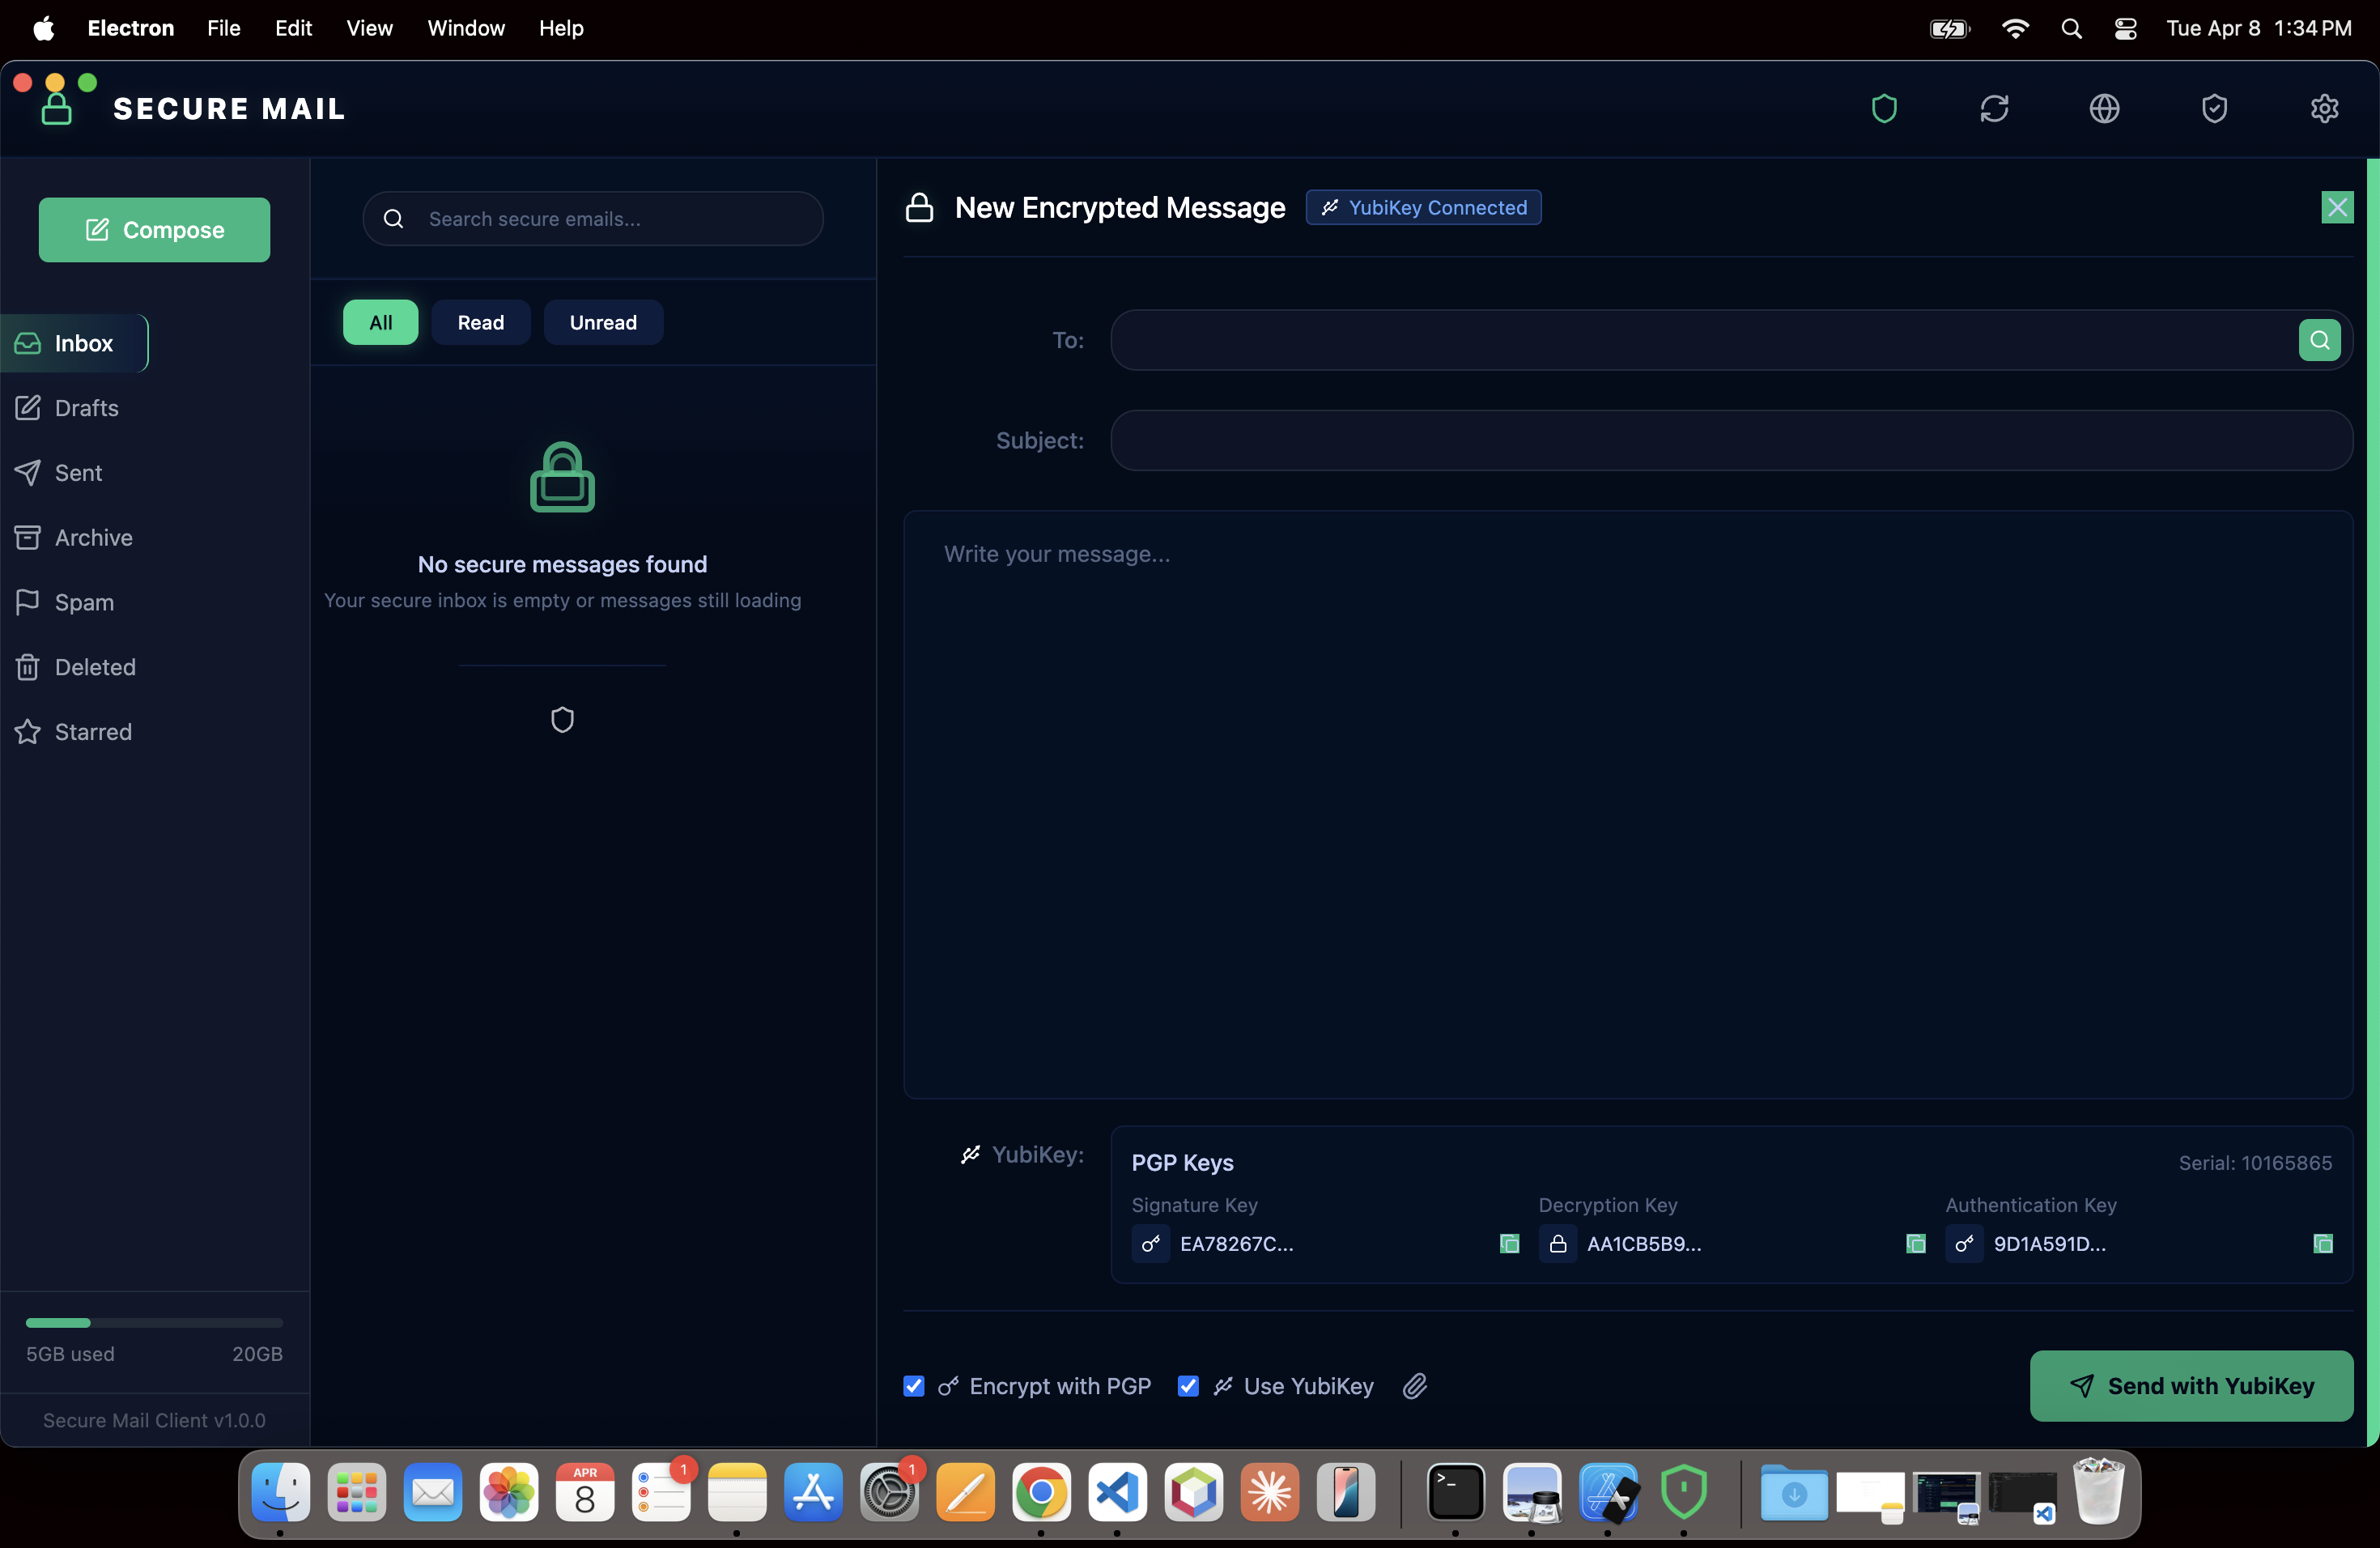 Electron File Edit View Window Help
Tue Apr 8 1:34 PM
SECURE MAIL
Compose
Inbox
Drafts
Sent
Archive
Spam
Deleted
Starred
5GB used 20GB
Secure Mail Client v1.0.0
Search secure emails...
All Read Unread
No secure messages found
Your secure inbox is empty or messages still loading
New Encrypted Message YubiKey Connected
To:
Subject:
Write your message...
YubiKey:
PGP Keys Serial: 10165865
Signature Key Decryption Key Authentication Key
EA78267C... AA1CB5B9... 9D1A591D...
Encrypt with PGP Use YubiKey
Send with YubiKey
APR
8
1
1
>_